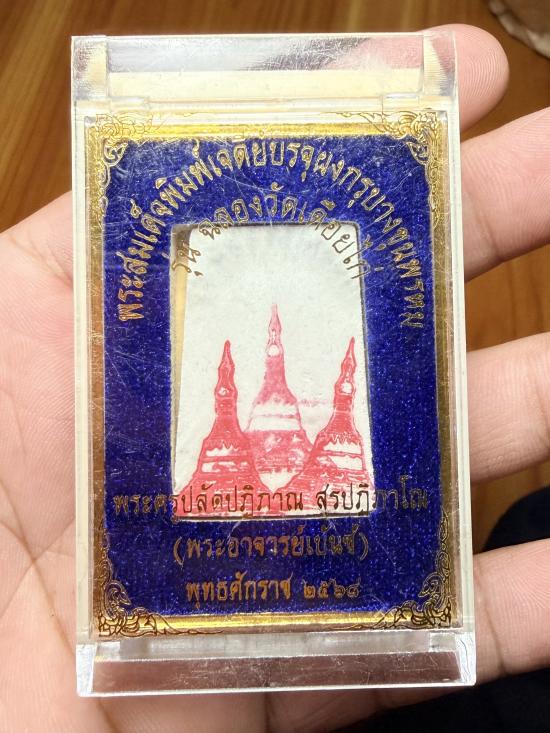 พระสมเด็จพิมพ์เจดีย์บรรจุผงกรุบางขุนพรหม
รุ่น ฉลองวัดเดือยไก่
พระครูปลัดปฏิภาณ สุรปฏิภาโณ
(พระอาจารย์เบ้นซ์)
พุทธศักราช ๒๕๖๘